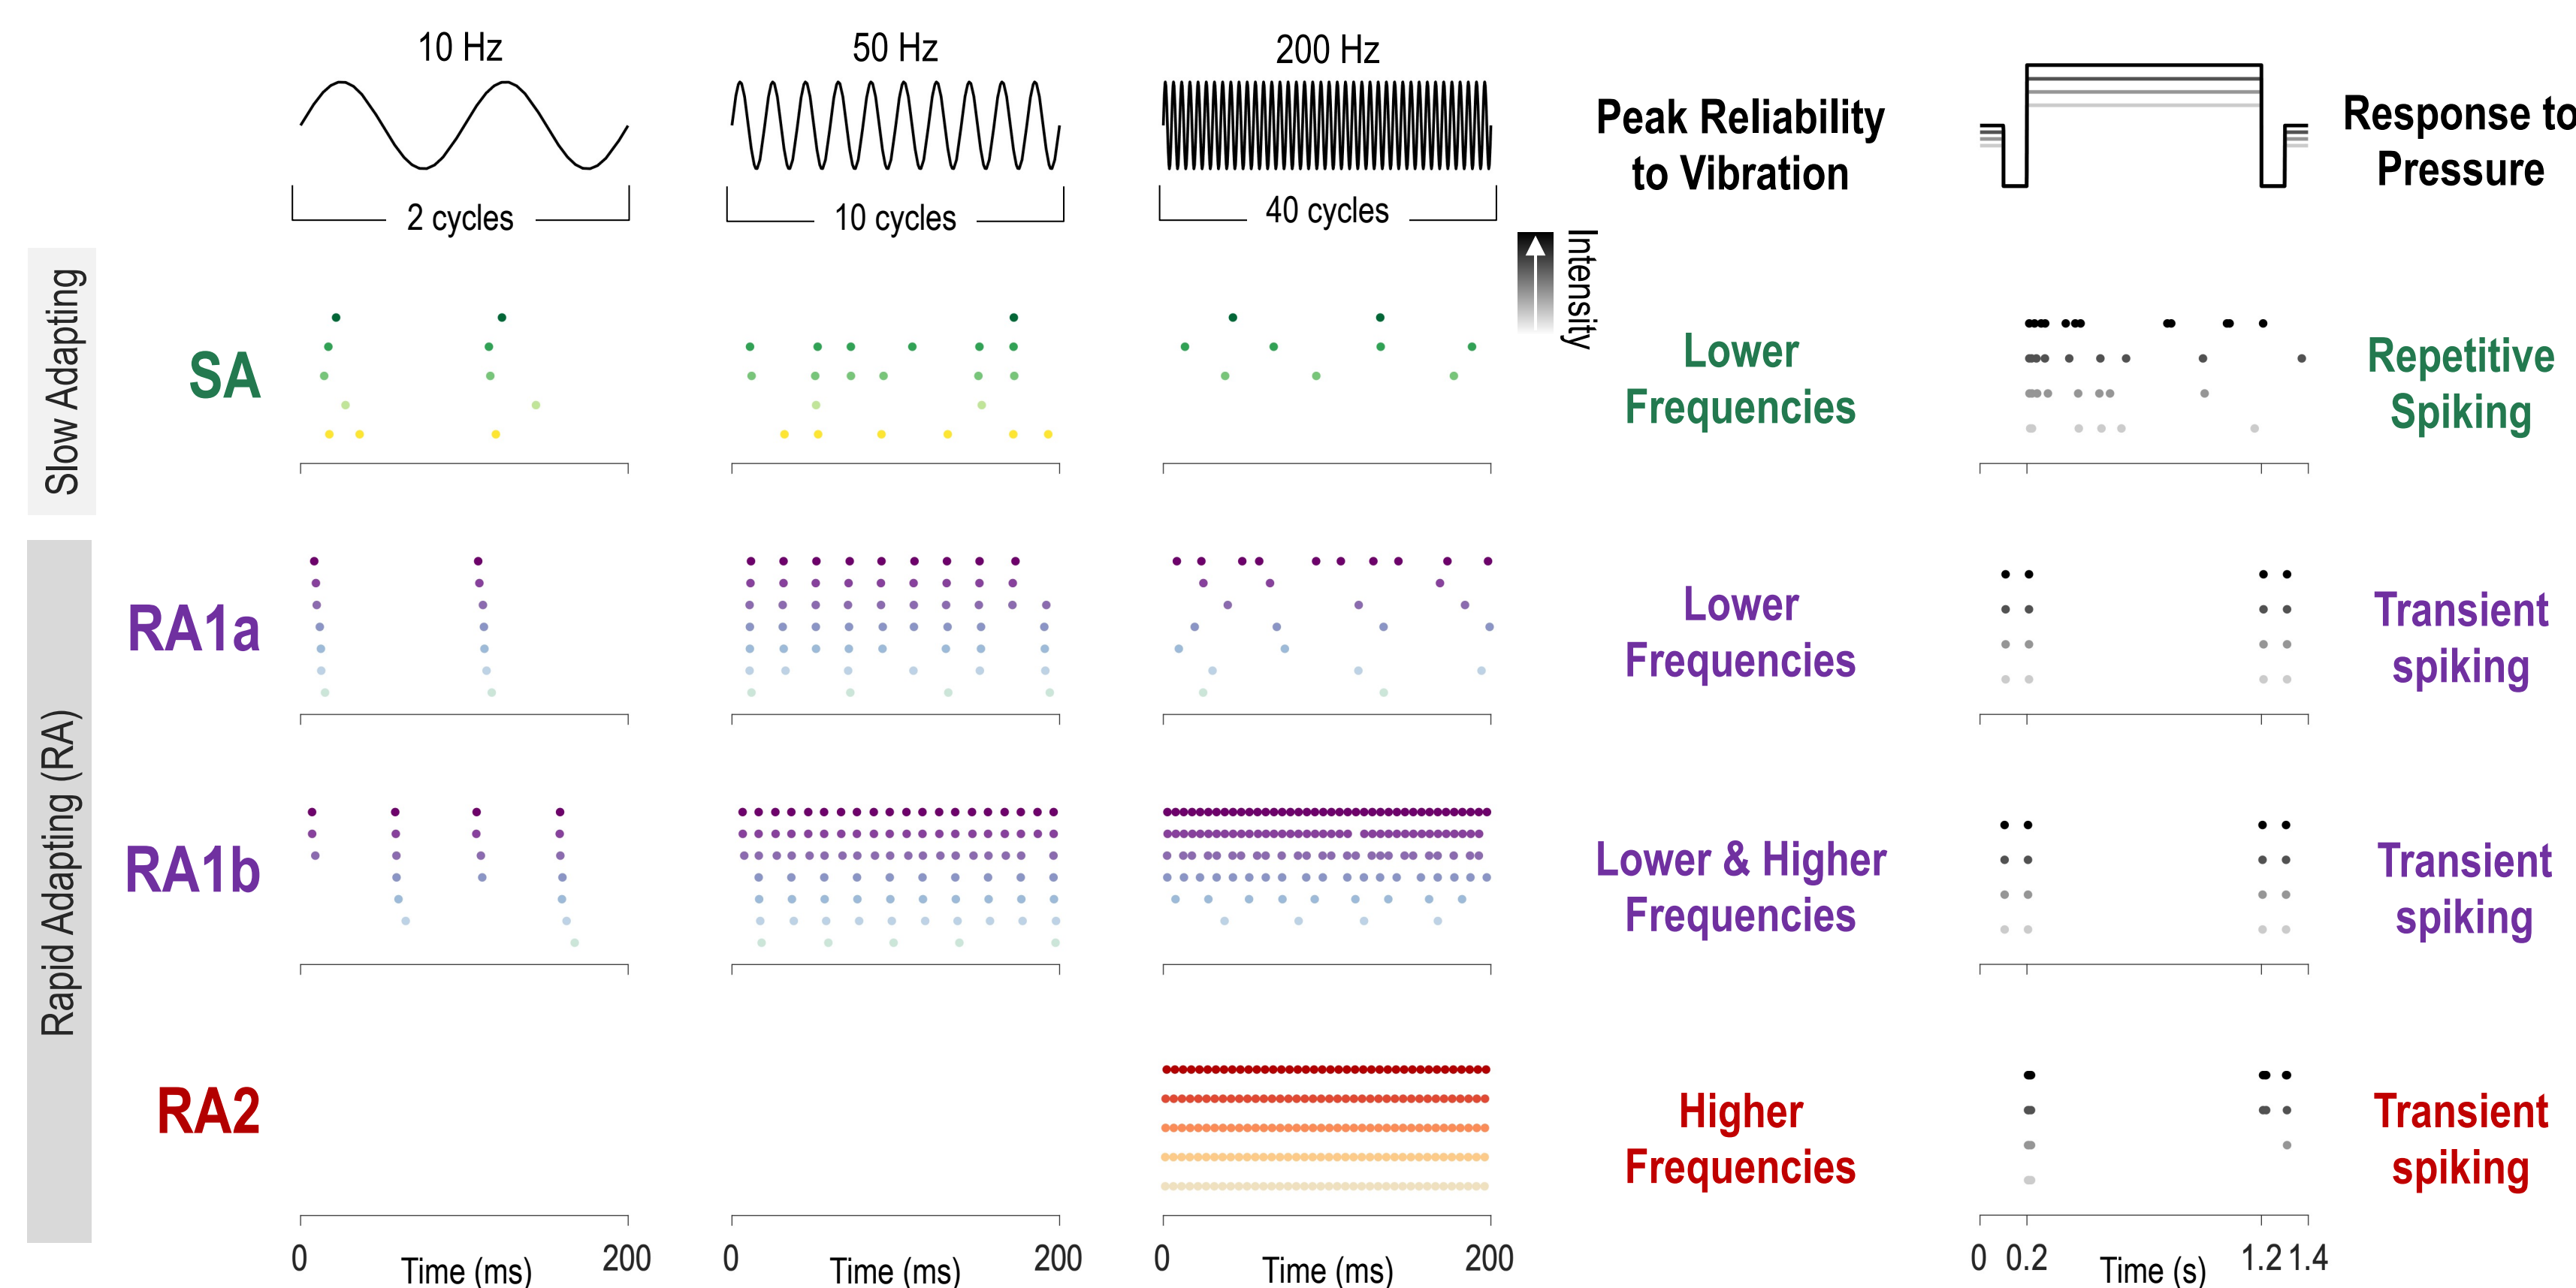 10 Hz
50 Hz
200 Hz
Peak Reliability
to Vibration
Response to
Pressure
2 cycles
10 cycles
40 cycles
Intensity
Slow Adapting
SA
Lower
Frequencies
Repetitive
Spiking
Rapid Adapting (RA)
RA1a
Lower
Frequencies
Transient
spiking
RA1b
Lower & Higher
Frequencies
Transient
spiking
RA2
Higher
Frequencies
Transient
spiking
0 Time (ms) 200
0 Time (ms) 200
0 Time (ms) 200
0 0.2 Time (s) 1.2 1.4